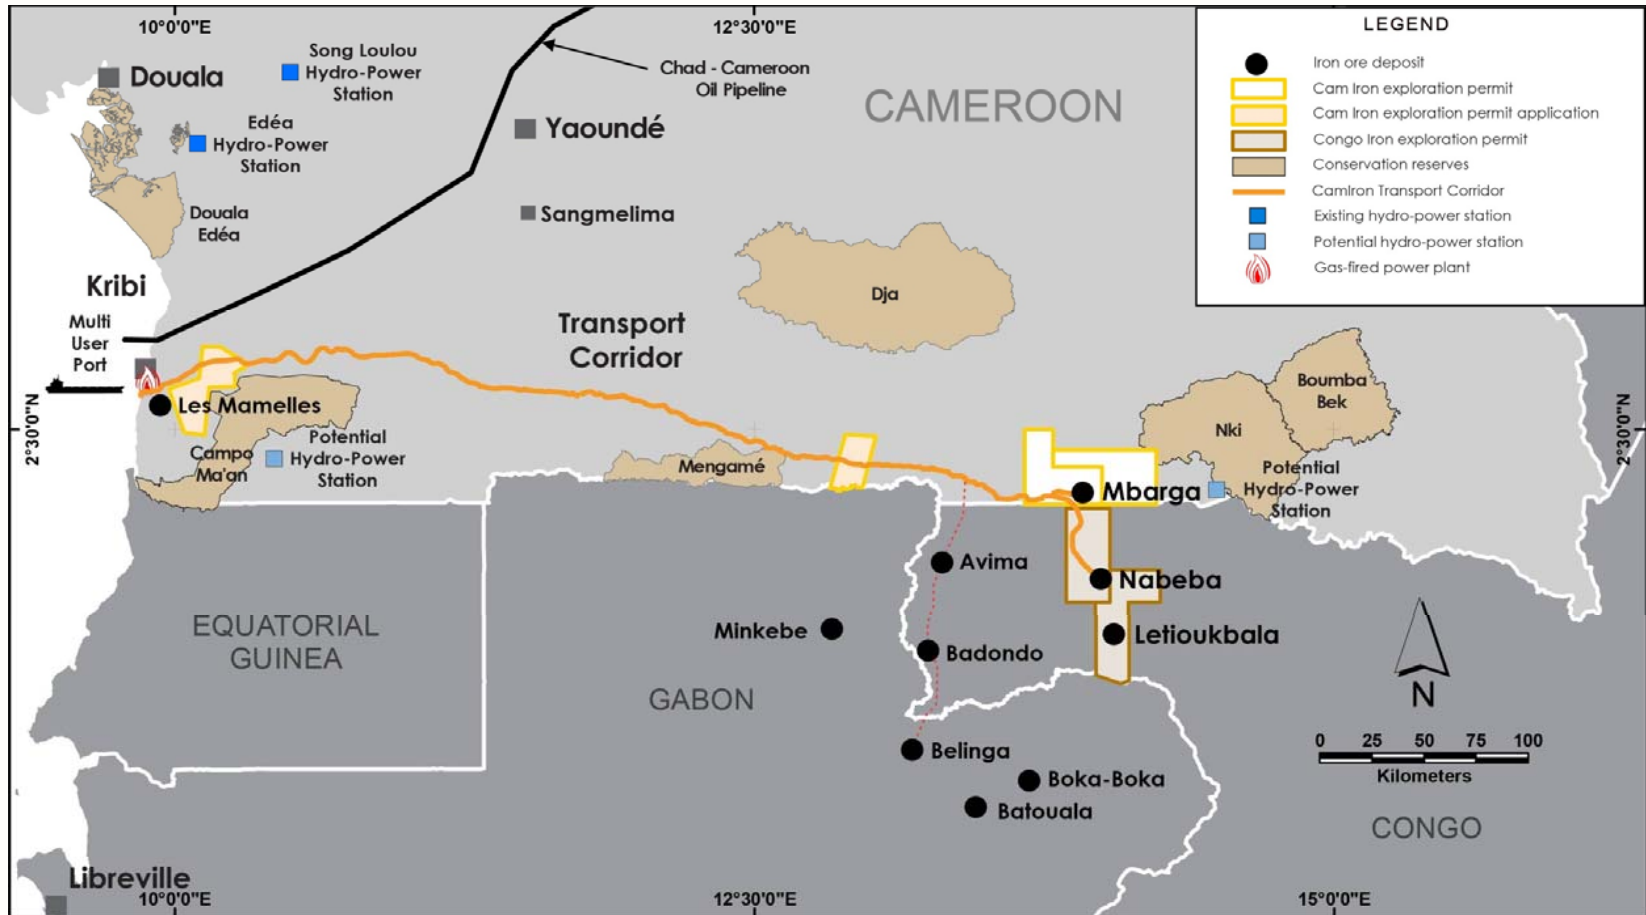 10°0'0"E
12°30'0"E
LEGEND
Iron ore deposit
Cam Iron exploration permit
Cam Iron exploration permit application
Congo Iron exploration permit
Conservation reserves
CamIron Transport Corridor
Existing hydro-power station
Potential hydro-power station
Gas-fired power plant
Song Loulou
Hydro-Power
Station
Douala
Chad - Cameroon
Oil Pipeline
CAMEROON
Edéa
Hydro-Power
Station
Yaoundé
Douala
Edéa
Sangmelima
Kribi
Dja
Multi
User
Port
Transport
Corridor
Boumba
Bek
Les Mamelles
2°30'0"N
2°30'0"N
Nki
Campo
Ma'an
Potential
Hydro-Power
Station
Mengamé
Mbarga
Potential
Hydro-Power
Station
Avima
Nabeba
EQUATORIAL
GUINEA
Minkebe
Letioukbala
Badondo
GABON
N
Belinga
0 25 50 75 100
Kilometers
Boka-Boka
Batouala
CONGO
Libreville
10°0'0"E
12°30'0"E
15°0'0"E